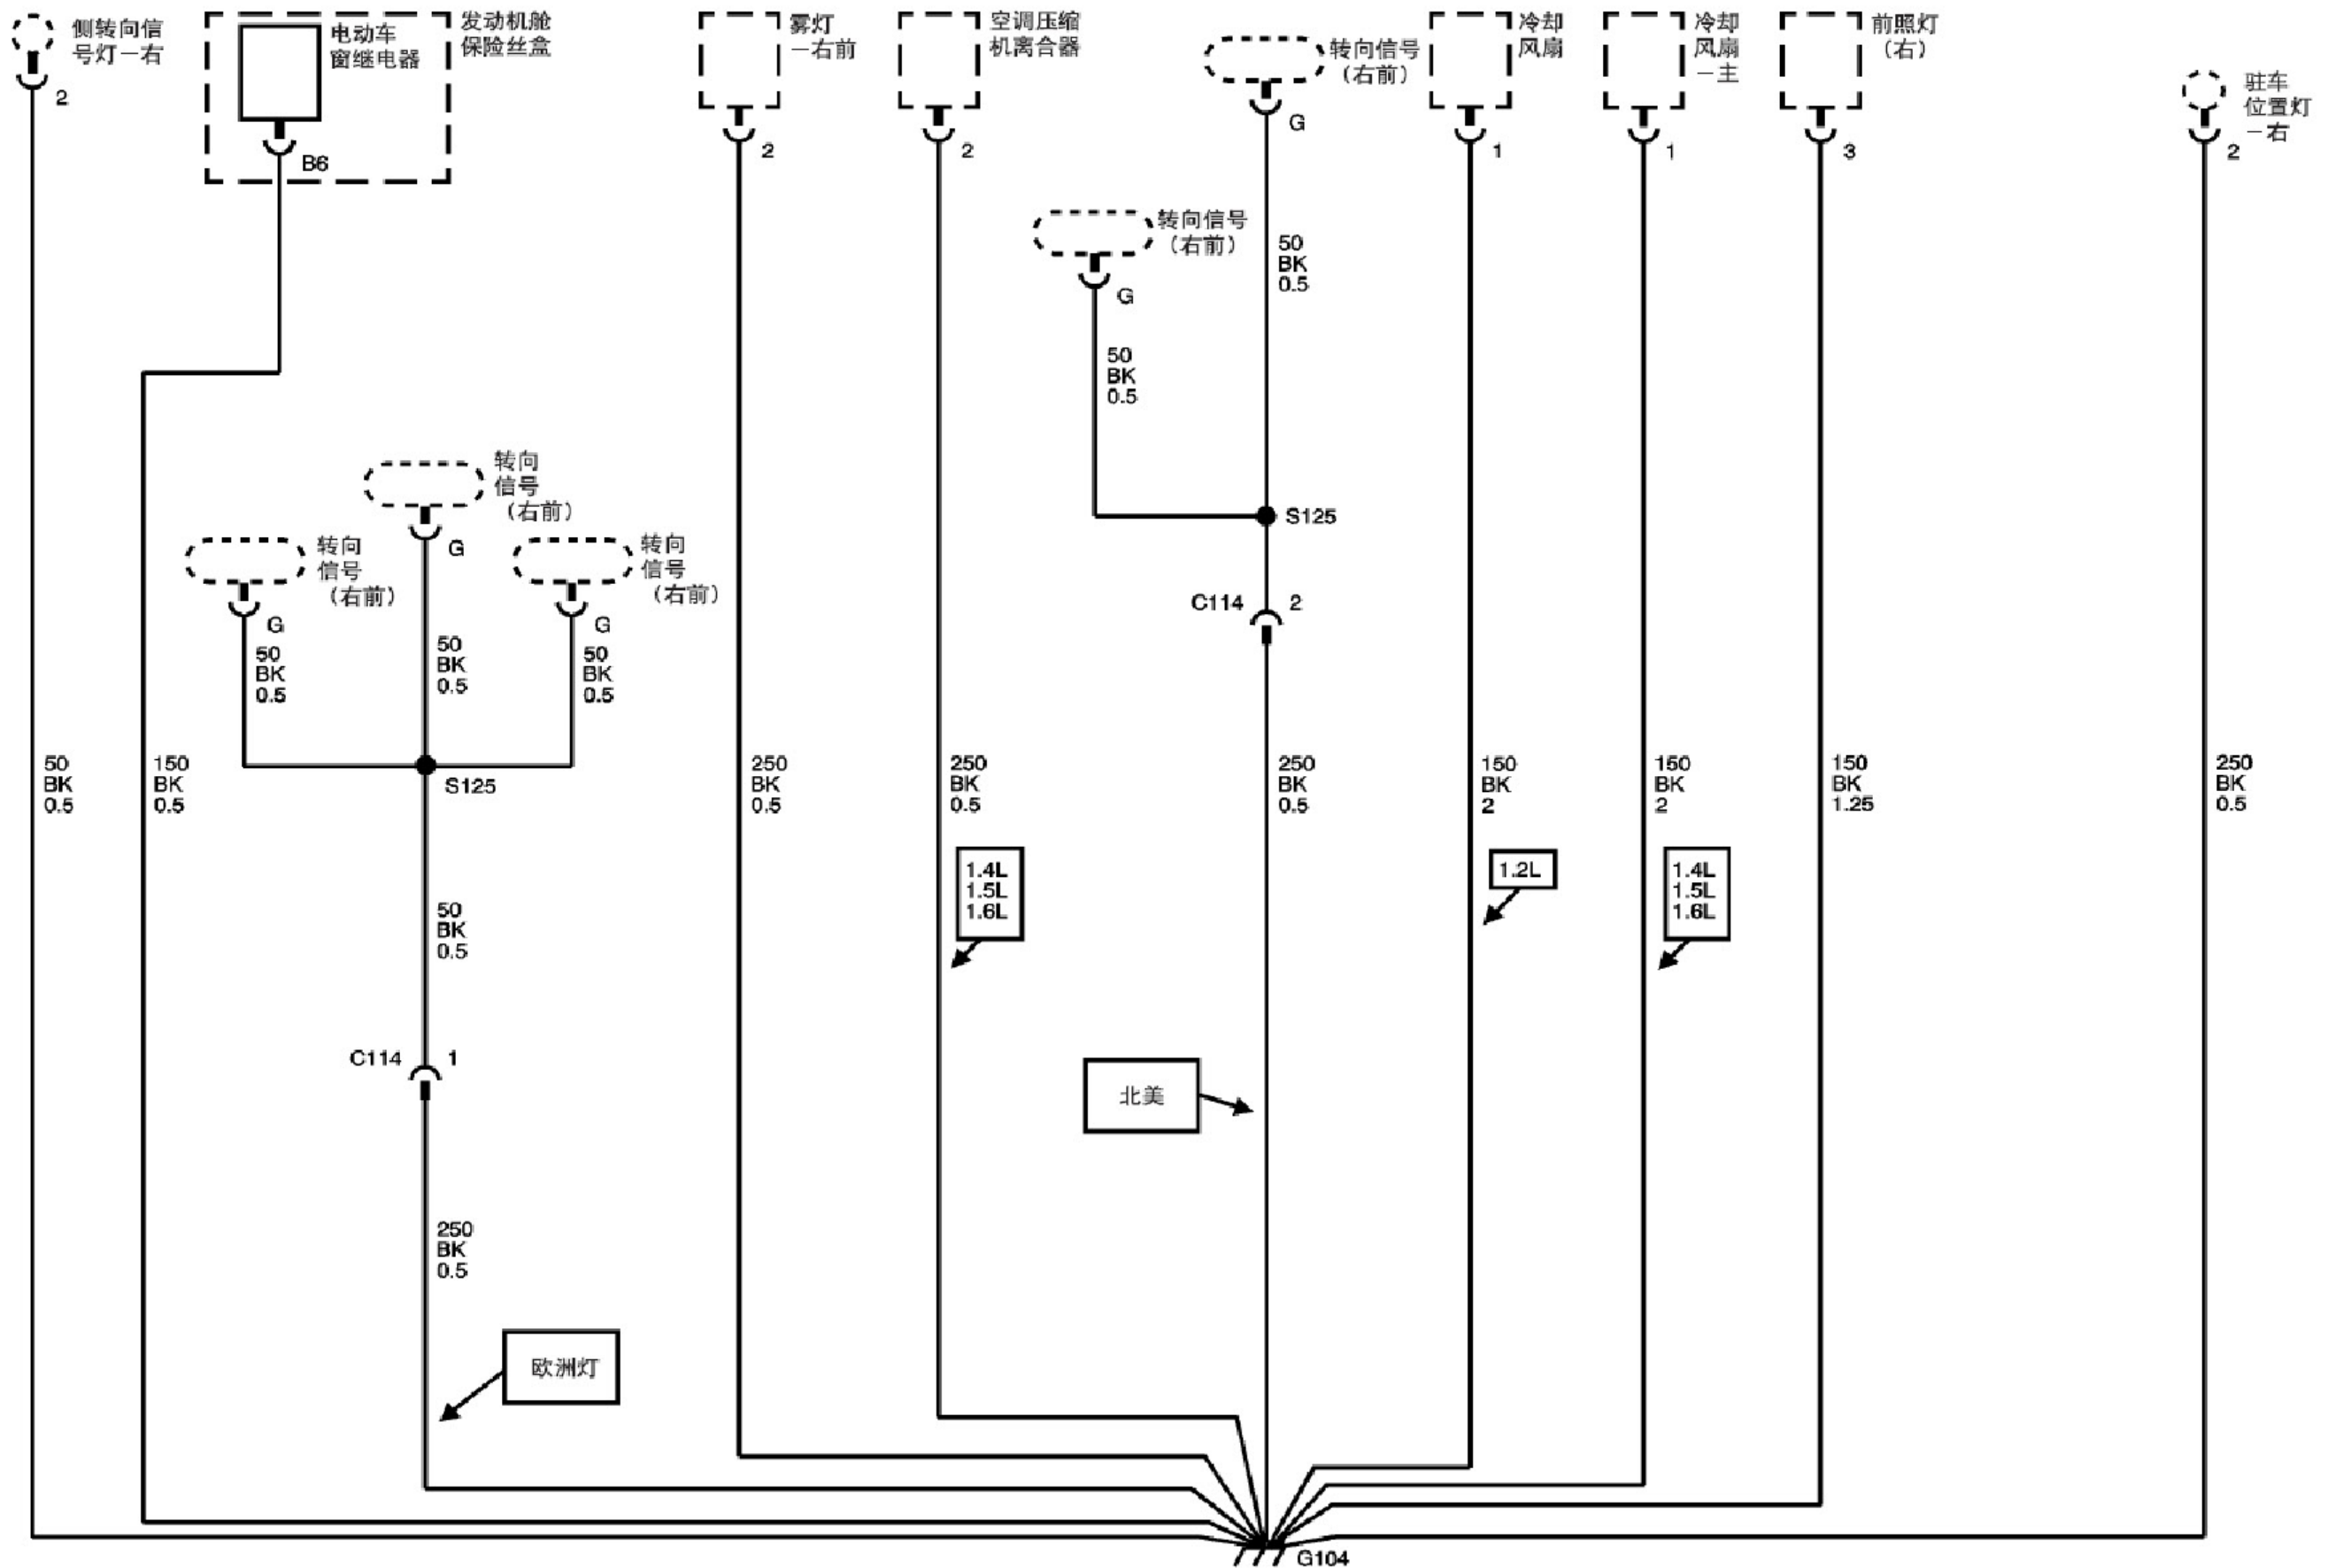 侧转向信
号灯－右
2
电动车
窗继电器
发动机舱
保险丝盒
B6
雾灯
－右前
2
空调压缩
机离合器
2
转向信号
（右前）
G
冷却
风扇
1
冷却
风扇
－主
1
前照灯
（右）
3
驻车
位置灯
－右
2
转向信号
（右前）
G
50
BK
0.5
50
BK
0.5
S125
C114 2
转向
信号
（右前）
G
转向
信号
（右前）
G
转向
信号
（右前）
G
50
BK
0.5
50
BK
0.5
50
BK
0.5
S125
50
BK
0.5
150
BK
0.5
250
BK
0.5
250
BK
0.5
250
BK
0.5
150
BK
2
150
BK
2
150
BK
1.25
250
BK
0.5
1.4L
1.5L
1.6L
1.2L
1.4L
1.5L
1.6L
50
BK
0.5
C114 1
北美
250
BK
0.5
欧洲灯
G104